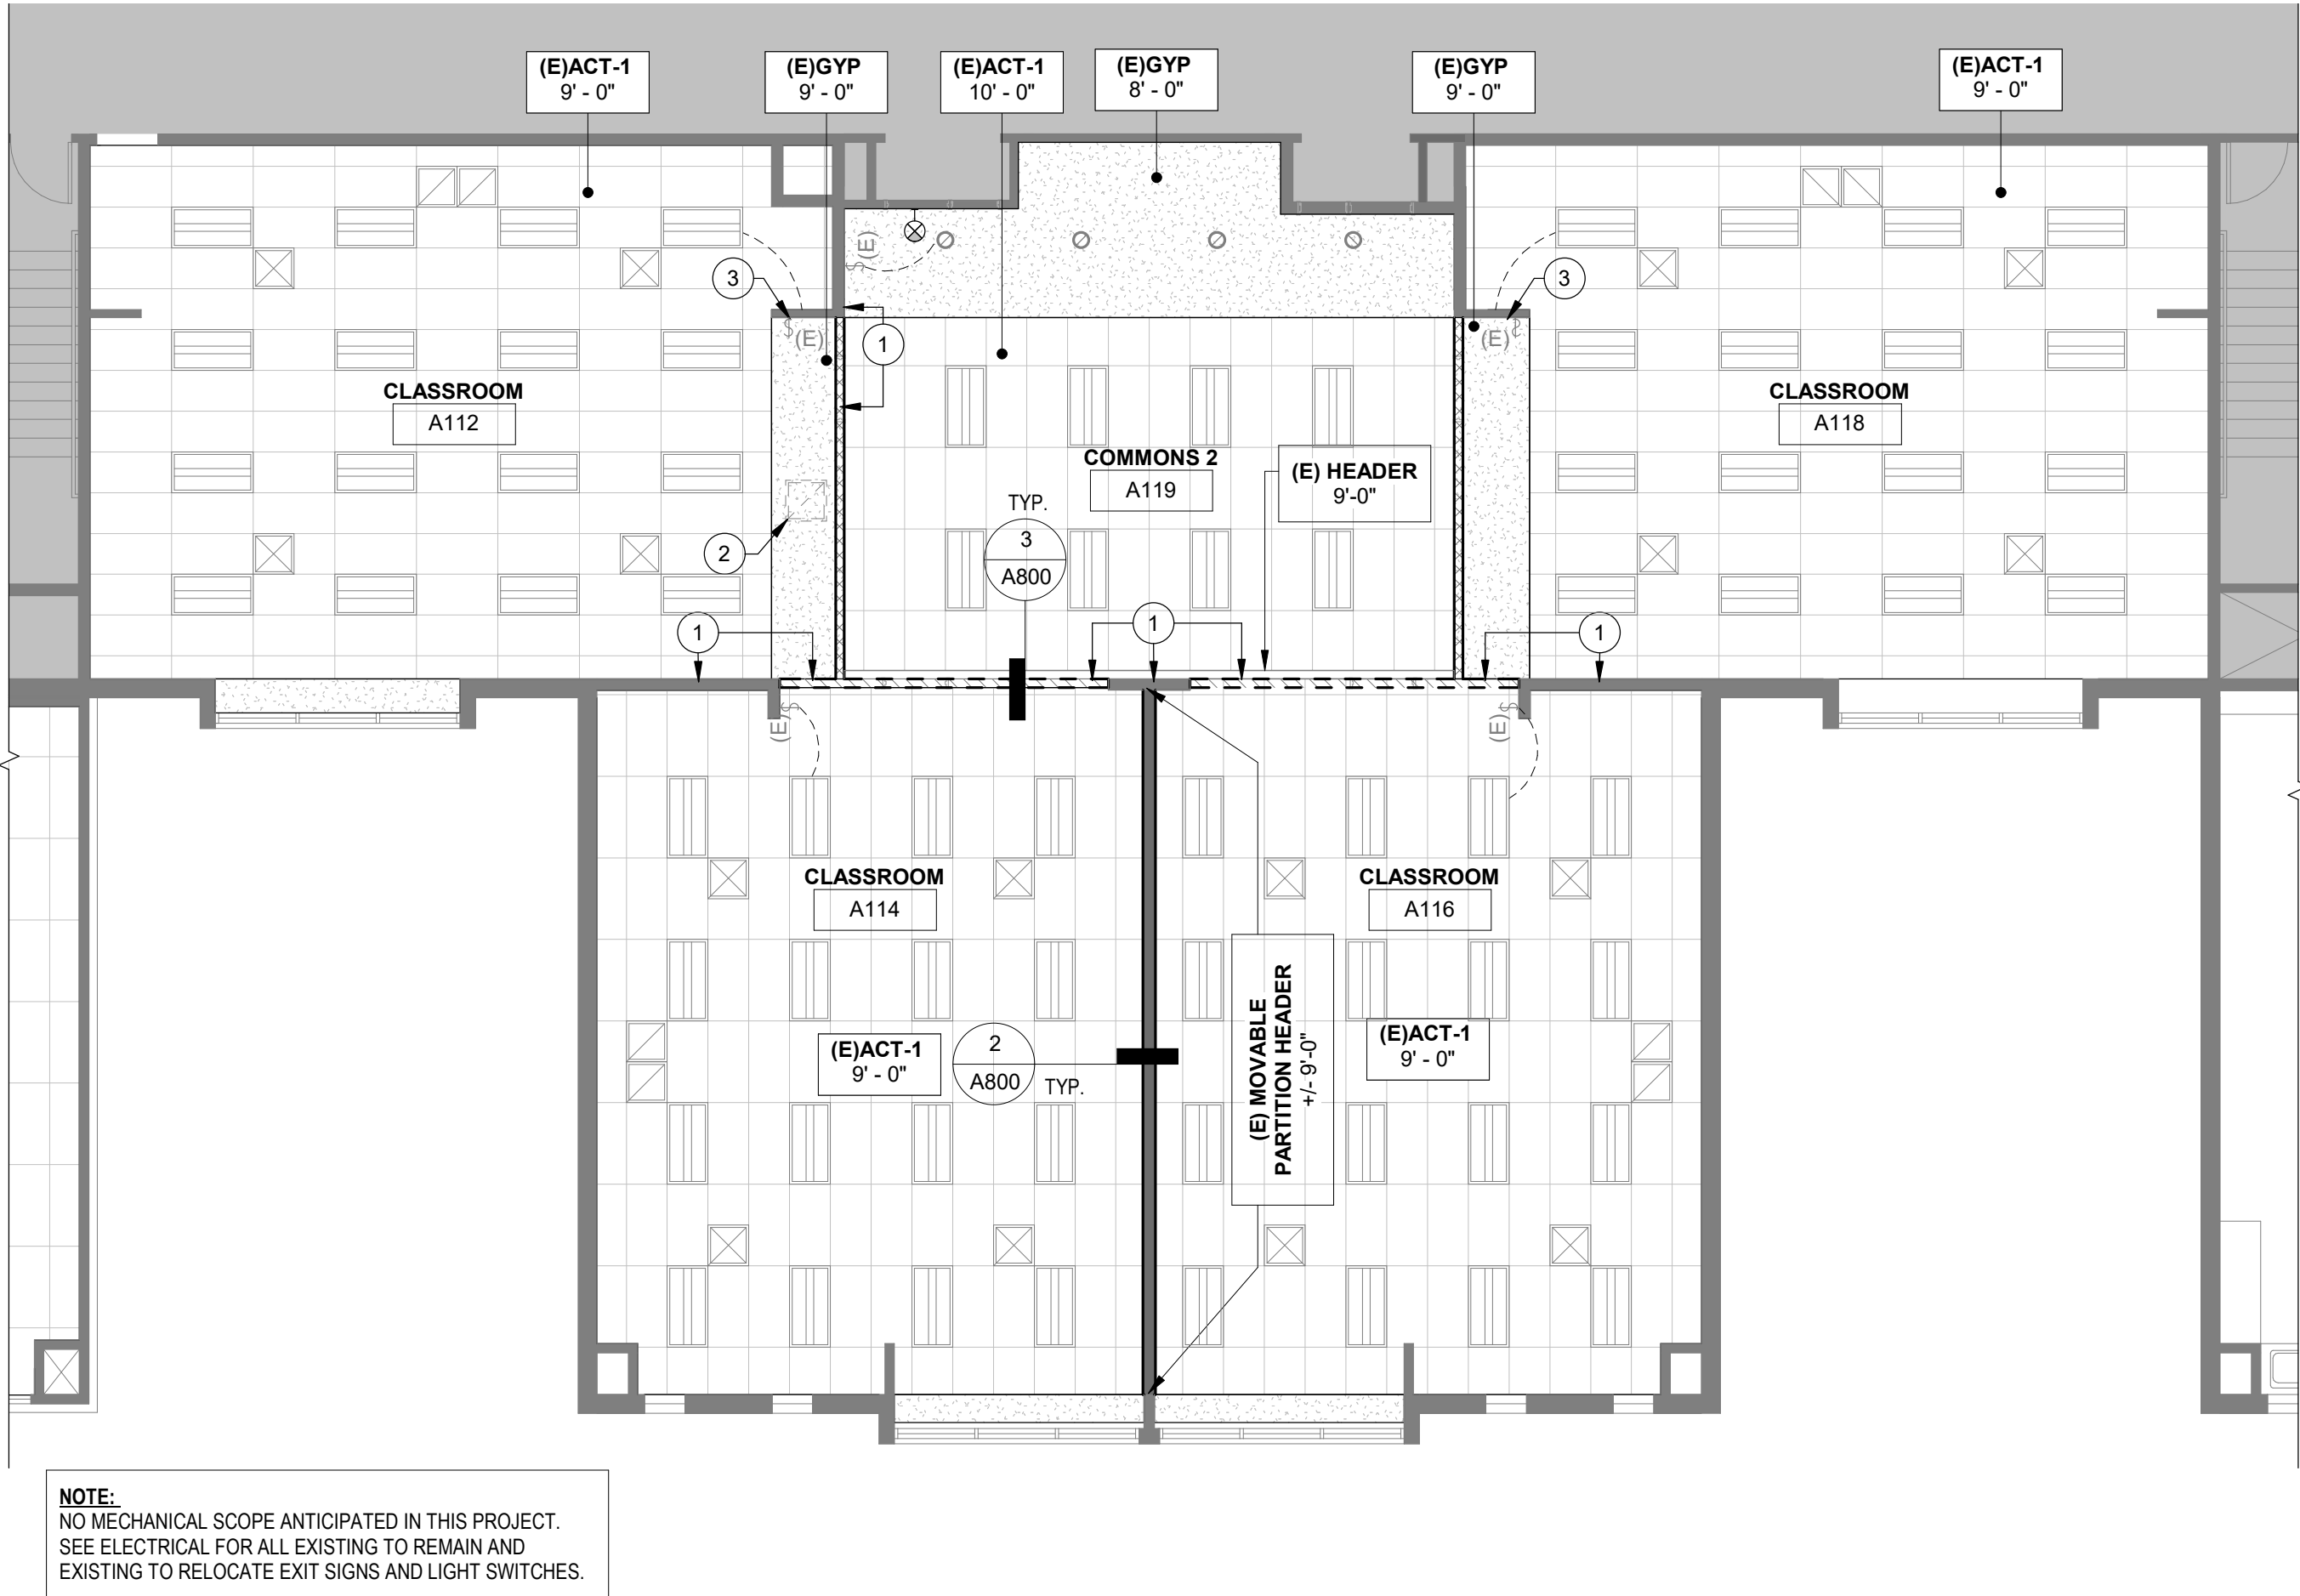 (E)ACT-1
9' - 0"
(E)GYP
9' - 0"
(E)ACT-1
10' - 0"
(E)GYP
8' - 0"
(E)GYP
9' - 0"
(E)ACT-1
9' - 0"
(E)
3
3
(E)
(E)
1
CLASSROOM
A112
CLASSROOM
A118
COMMONS 2
A119
(E) HEADER
9'-0"
TYP.
3
A800
2
1
1
1
(E)
(E)
CLASSROOM
A114
CLASSROOM
A116
(E)ACT-1
9' - 0"
2
A800
TYP.
(E) MOVABLE
PARTITION HEADER
+/- 9'-0"
(E)ACT-1
9' - 0"
NOTE:
NO MECHANICAL SCOPE ANTICIPATED IN THIS PROJECT.
SEE ELECTRICAL FOR ALL EXISTING TO REMAIN AND
EXISTING TO RELOCATE EXIT SIGNS AND LIGHT SWITCHES.